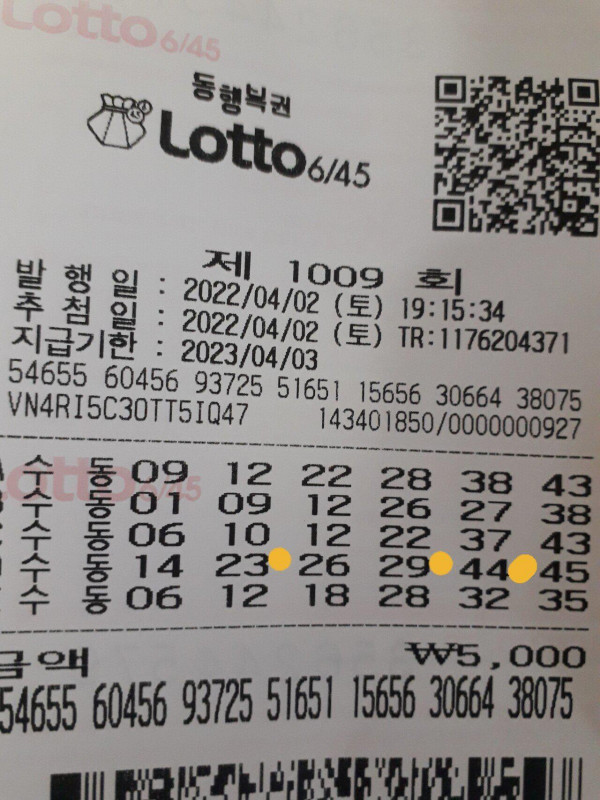 Lotto 6/45
동행복권
Lotto 6/45
제 1009 회
발 행 일 : 2022/04/02 (토) 19:15:34
추 첨 일 : 2022/04/02 (토) TR:1176204371
지급기한 : 2023/04/03
54655 60456 93725 51651 15656 30664 38075
VN4RI5C30TT5IQ47 143401850/0000000927
수 동 09 12 22 28 38 43
수 동 01 09 12 26 27 38
수 동 06 10 12 22 37 43
수 동 14 23 26 29 44 45
수 동 06 12 18 28 32 35
금액 ₩5,000
54655 60456 93725 51651 15656 30664 38075